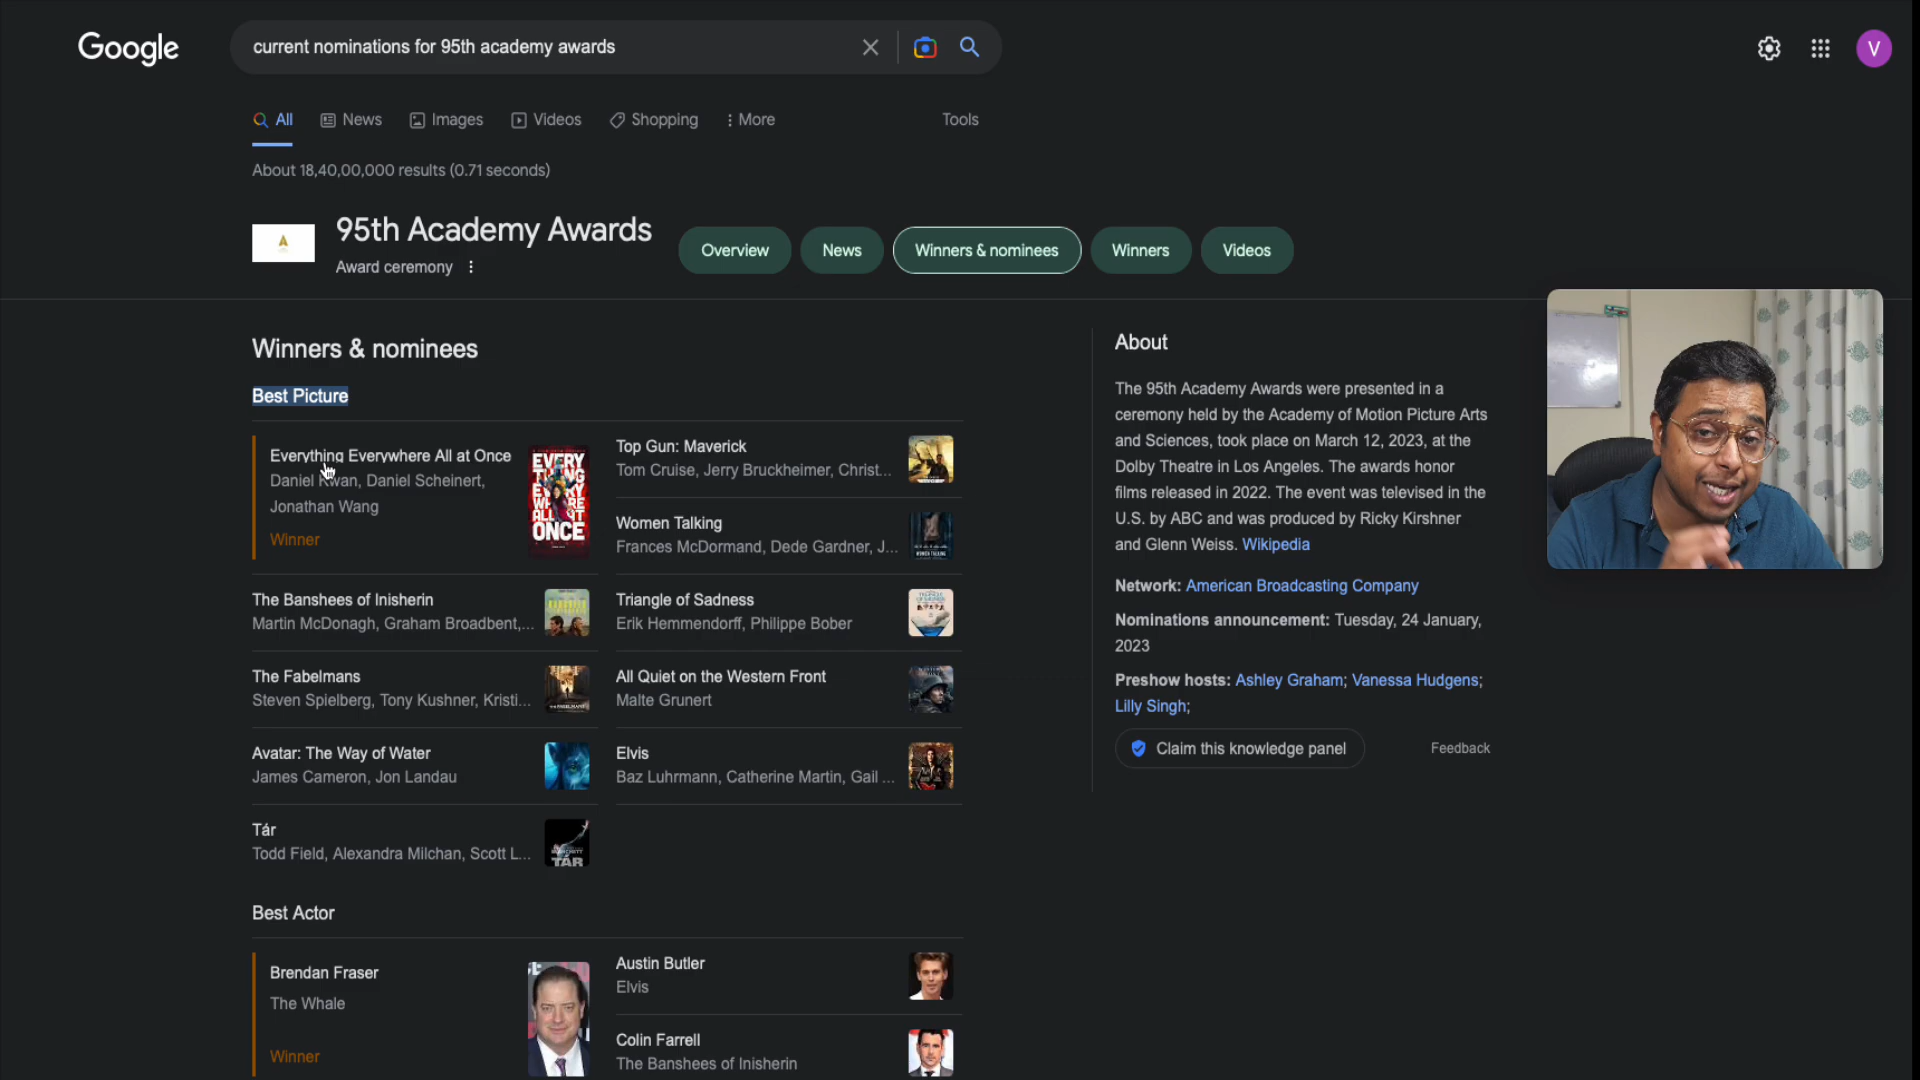 Google
current nominations for 95th academy awards
V
All
News
Images
Videos
Shopping
More
Tools
About 18,40,00,000 results (0.71 seconds)
95th Academy Awards
Award ceremony
Overview
News
Winners & nominees
Winners
Videos
Winners & nominees
Best Picture
Everything Everywhere All at Once
Daniel Kwan, Daniel Scheinert,
Jonathan Wang
Winner
EVERY
THING
EVERY
WHERE
ALL AT
ONCE
Top Gun: Maverick
Tom Cruise, Jerry Bruckheimer, Christ...
Women Talking
Frances McDormand, Dede Gardner, J...
WOMEN TALKING
The Banshees of Inisherin
Martin McDonagh, Graham Broadbent,...
Triangle of Sadness
Erik Hemmendorff, Philippe Bober
The Fabelmans
Steven Spielberg, Tony Kushner, Kristi...
All Quiet on the Western Front
Malte Grunert
Avatar: The Way of Water
James Cameron, Jon Landau
Elvis
Baz Luhrmann, Catherine Martin, Gail ...
Tár
Todd Field, Alexandra Milchan, Scott L...
TÁR
Best Actor
Brendan Fraser
The Whale
Winner
Austin Butler
Elvis
Colin Farrell
The Banshees of Inisherin
About
The 95th Academy Awards were presented in a
ceremony held by the Academy of Motion Picture Arts
and Sciences, took place on March 12, 2023, at the
Dolby Theatre in Los Angeles. The awards honor
films released in 2022. The event was televised in the
U.S. by ABC and was produced by Ricky Kirshner
and Glenn Weiss. Wikipedia
Network: American Broadcasting Company
Nominations announcement: Tuesday, 24 January,
2023
Preshow hosts: Ashley Graham; Vanessa Hudgens;
Lilly Singh;
Claim this knowledge panel
Feedback